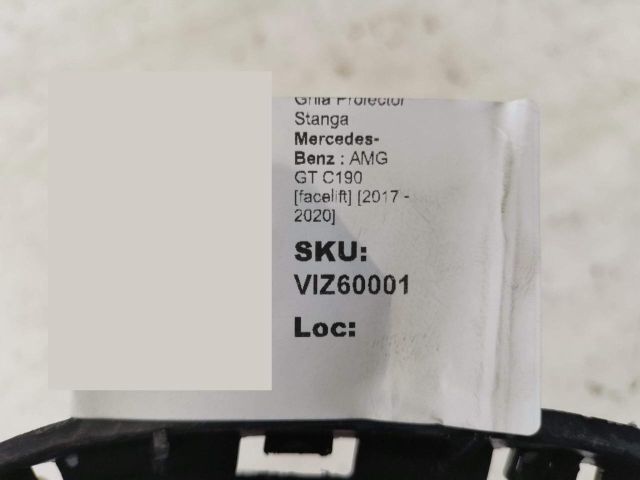 Grila Proiector
Stanga
Mercedes-
Benz : AMG
GT C190
[facelift] [2017 -
2020]
SKU:
VIZ60001
Loc: